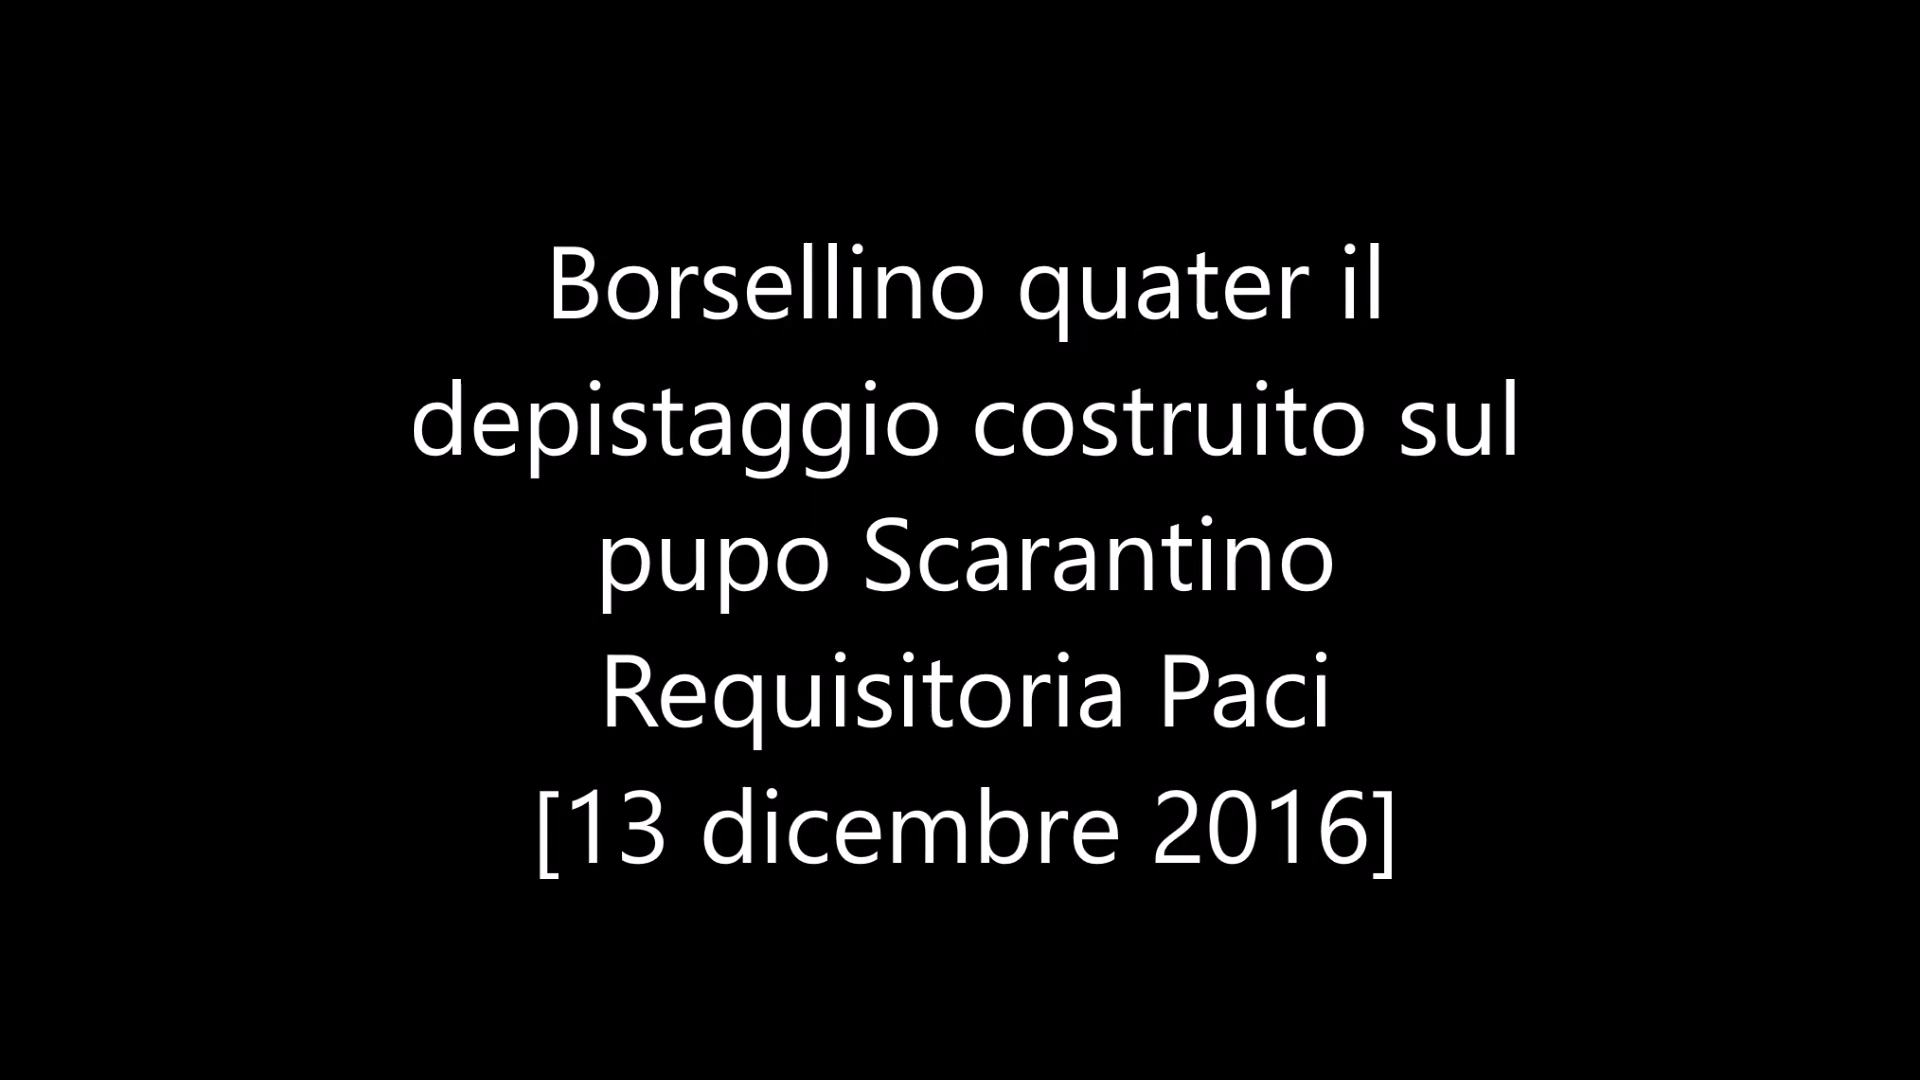 Borsellino quater il
depistaggio costruito sul
pupo Scarantino
Requisitoria Paci
[13 dicembre 2016]